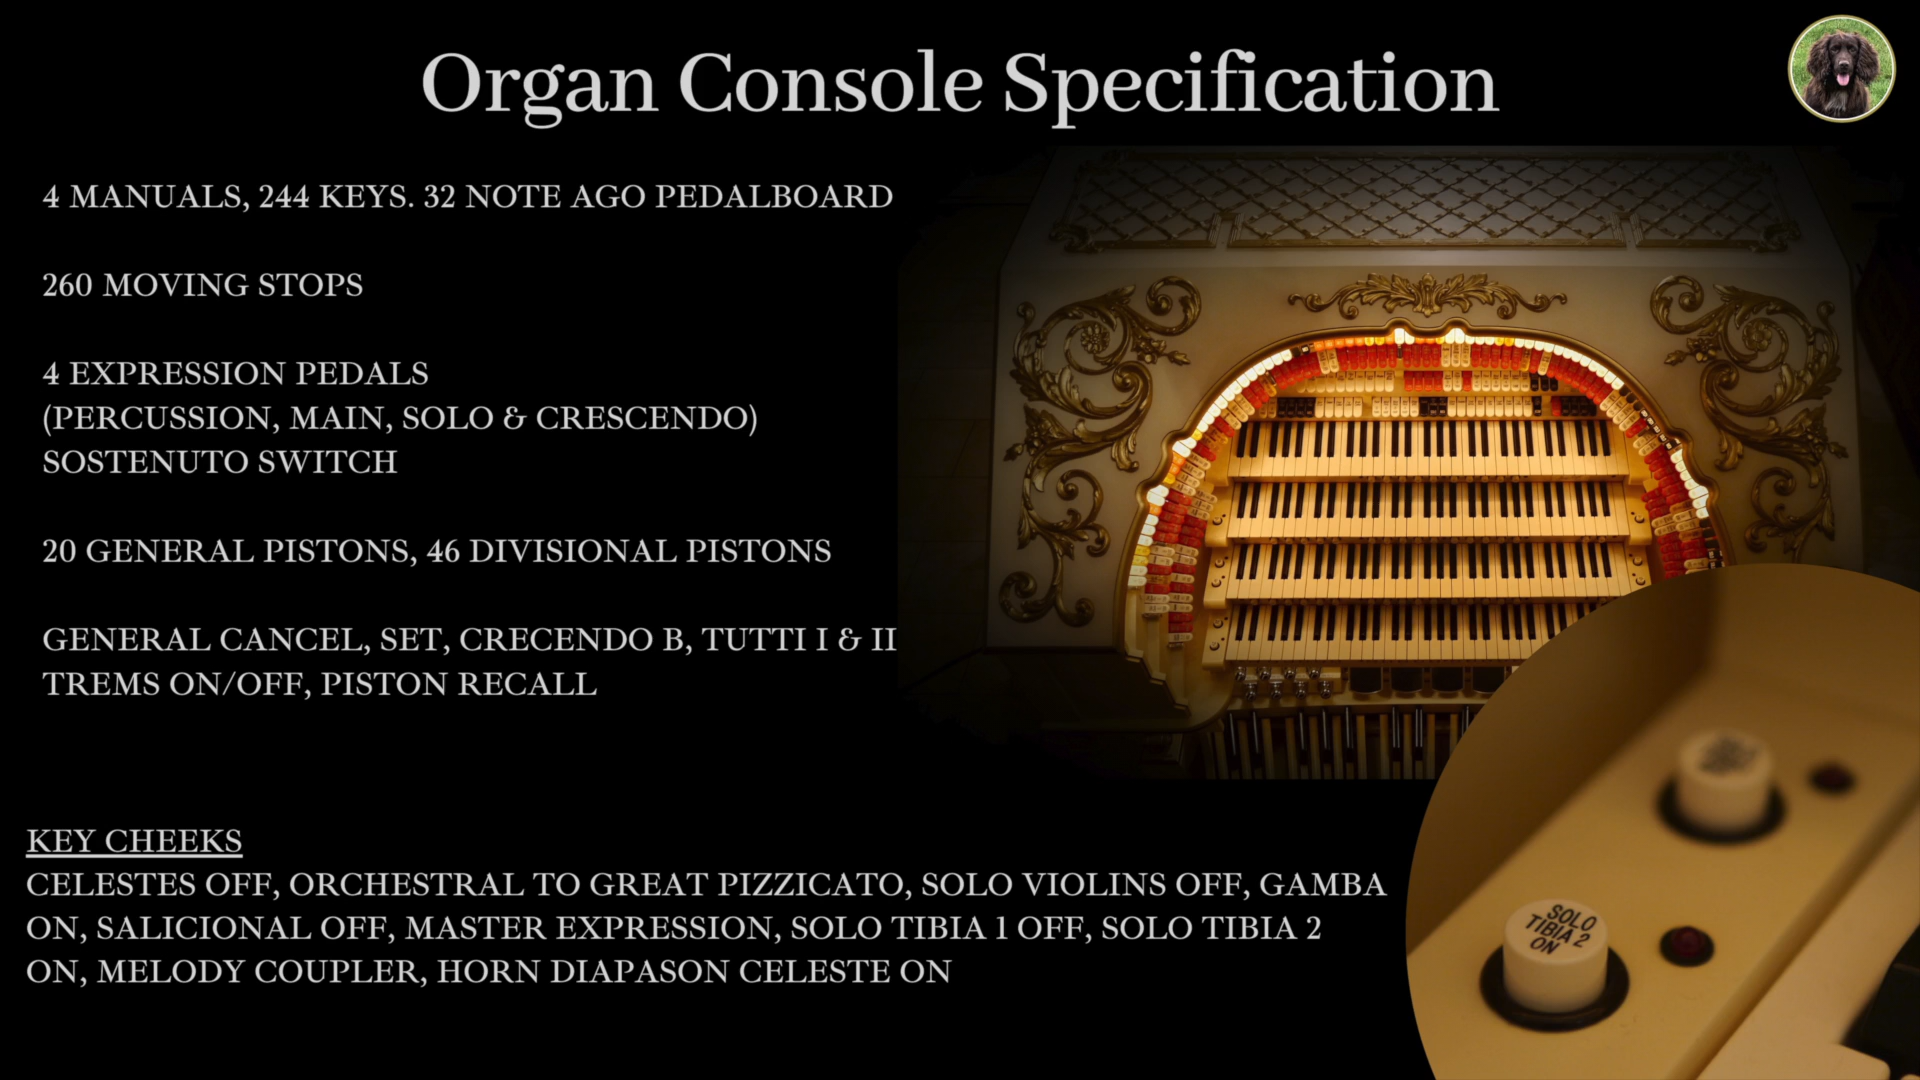 Organ Console Specification
4 MANUALS, 244 KEYS. 32 NOTE AGO PEDALBOARD
260 MOVING STOPS
4 EXPRESSION PEDALS
(PERCUSSION, MAIN, SOLO & CRESCENDO)
SOSTENUTO SWITCH
20 GENERAL PISTONS, 46 DIVISIONAL PISTONS
GENERAL CANCEL, SET, CRECENDO B, TUTTI I & II
TREMS ON/OFF, PISTON RECALL
KEY CHEEKS
CELESTES OFF, ORCHESTRAL TO GREAT PIZZICATO, SOLO VIOLINS OFF, GAMBA
ON, SALICIONAL OFF, MASTER EXPRESSION, SOLO TIBIA 1 OFF, SOLO TIBIA 2
ON, MELODY COUPLER, HORN DIAPASON CELESTE ON
SOLO
TIBIA 2
ON